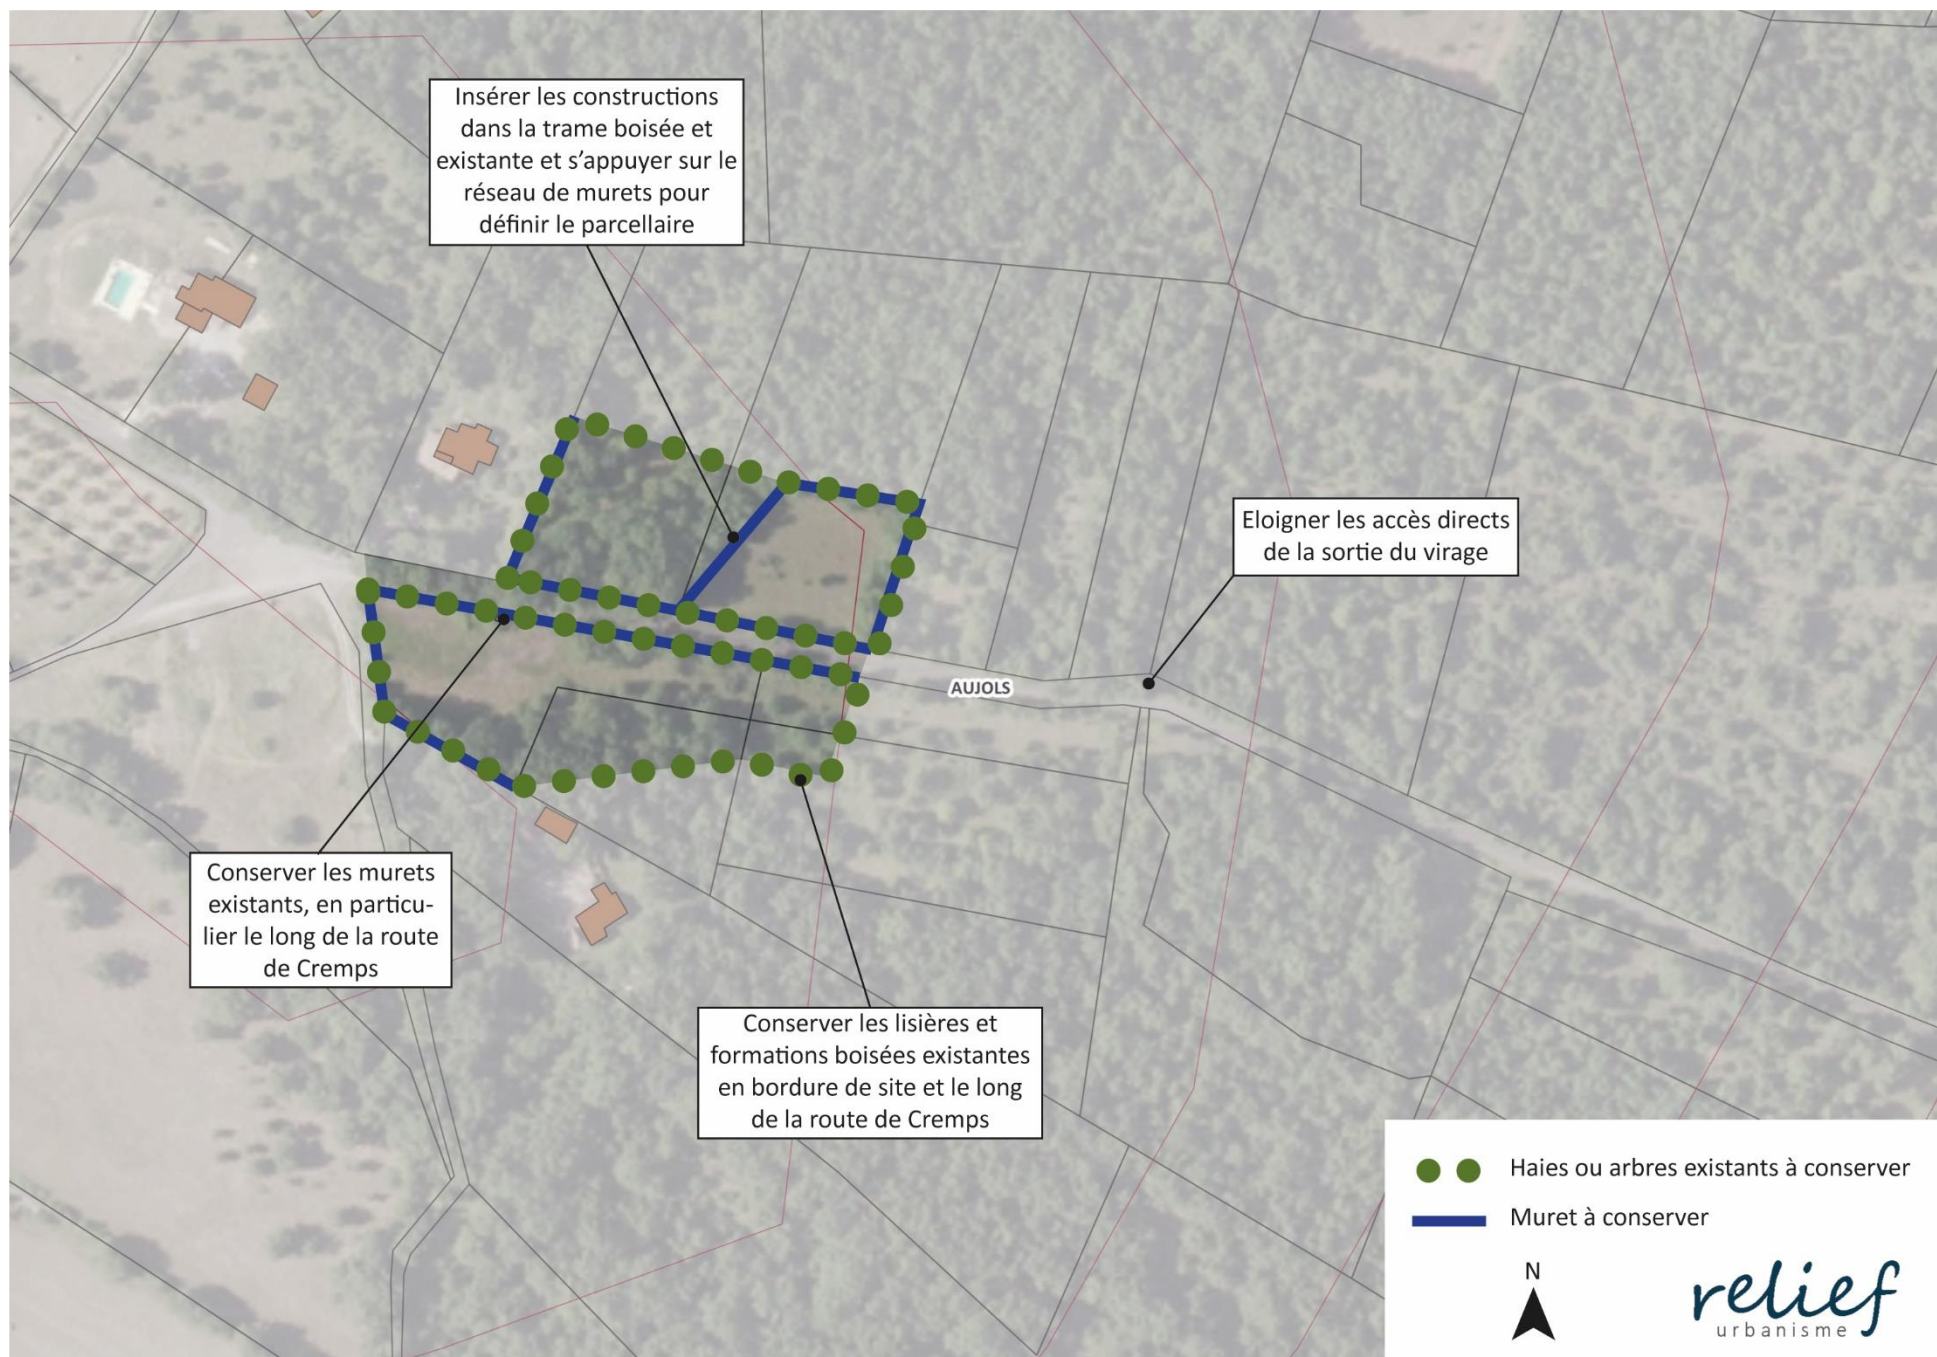 Insérer les constructions
dans la trame boisée et
existante et s'appuyer sur le
réseau de murets pour
définir le parcellaire
Eloigner les accès directs
de la sortie du virage
AUJOLS
Conserver les murets
existants, en particu-
lier le long de la route
de Cremps
Conserver les lisières et
formations boisées existantes
en bordure de site et le long
de la route de Cremps
Haies ou arbres existants à conserver
Muret à conserver
N
relief
urbanisme